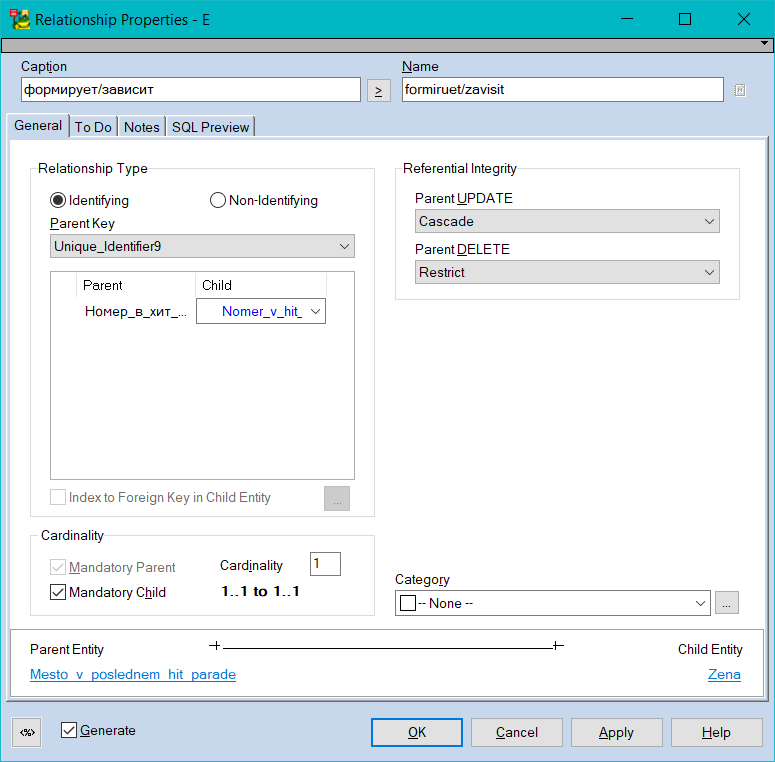 Relationship Properties - E
Caption
Name
формирует/зависит
>
formiruet/zavisit
General
To Do
Notes
SQL Preview
Relationship Type
Identifying
Non-Identifying
Parent Key
Unique_Identifier9
Parent
Child
Номер_в_хит_...
Nomer_v_hit_
Index to Foreign Key in Child Entity
...
Referential Integrity
Parent UPDATE
Cascade
Parent DELETE
Restrict
Cardinality
Mandatory Parent
Cardinality
1
Mandatory Child
1..1 to 1..1
Category
-- None --
...
Parent Entity
Child Entity
Mesto_v_poslednem_hit_parade
Zena
<%>
Generate
OK
Cancel
Apply
Help